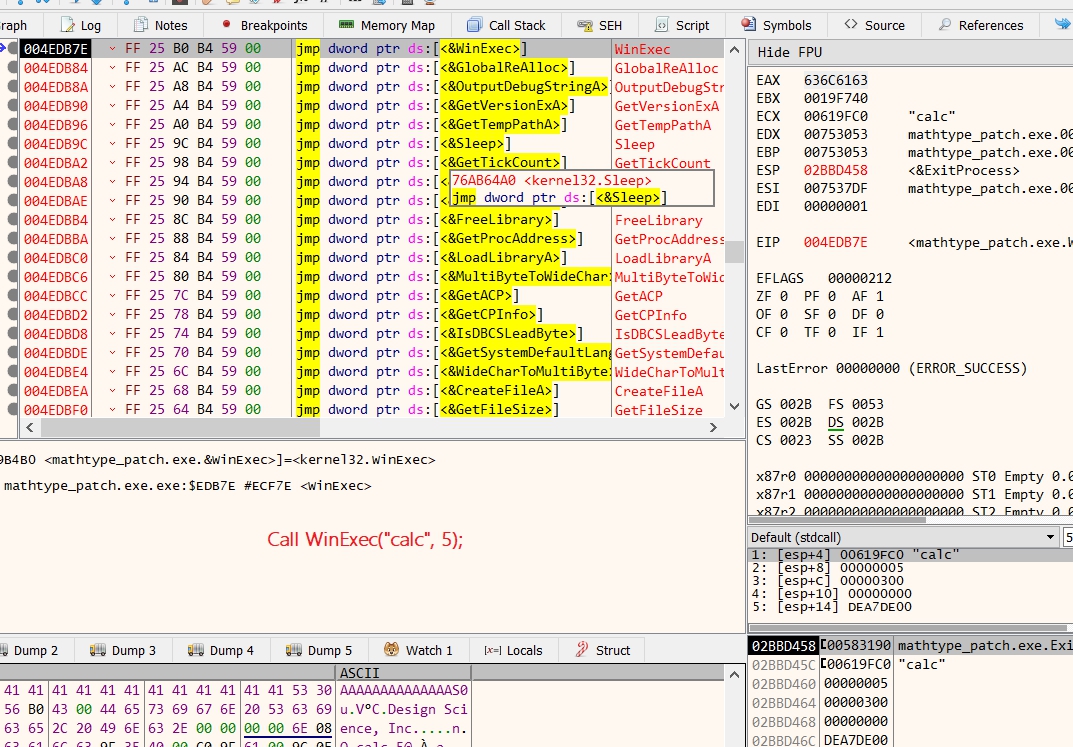 raph Log Notes Breakpoints Memory Map Call Stack SEH Script Symbols Source References
004EDB7E FF 25 B0 B4 59 00 jmp dword ptr ds:[<&WinExec>] WinExec
004EDB84 FF 25 AC B4 59 00 jmp dword ptr ds:[<&GlobalReAlloc>] GlobalReAlloc
004EDB8A FF 25 A8 B4 59 00 jmp dword ptr ds:[<&OutputDebugStringA>] OutputDebugStr
004EDB90 FF 25 A4 B4 59 00 jmp dword ptr ds:[<&GetVersionExA>] GetVersionExA
004EDB96 FF 25 A0 B4 59 00 jmp dword ptr ds:[<&GetTempPathA>] GetTempPathA
004EDB9C FF 25 9C B4 59 00 jmp dword ptr ds:[<&Sleep>] Sleep
004EDBA2 FF 25 98 B4 59 00 jmp dword ptr ds:[<&GetTickCount>] GetTickCount
004EDBA8 FF 25 94 B4 59 00 jmp dword ptr ds:[<
76AB64A0 <kernel32.Sleep>
jmp dword ptr ds:[<&Sleep>]
004EDBAE FF 25 90 B4 59 00 jmp dword ptr ds:[<
004EDBB4 FF 25 8C B4 59 00 jmp dword ptr ds:[<&FreeLibrary>] FreeLibrary
004EDBBA FF 25 88 B4 59 00 jmp dword ptr ds:[<&GetProcAddress>] GetProcAddress
004EDBC0 FF 25 84 B4 59 00 jmp dword ptr ds:[<&LoadLibraryA>] LoadLibraryA
004EDBC6 FF 25 80 B4 59 00 jmp dword ptr ds:[<&MultiByteToWideChar> MultiByteToWid
004EDBCC FF 25 7C B4 59 00 jmp dword ptr ds:[<&GetACP>] GetACP
004EDBD2 FF 25 78 B4 59 00 jmp dword ptr ds:[<&GetCPInfo>] GetCPInfo
004EDBD8 FF 25 74 B4 59 00 jmp dword ptr ds:[<&IsDBCSLeadByte>] IsDBCSLeadByte
004EDBDE FF 25 70 B4 59 00 jmp dword ptr ds:[<&GetSystemDefaultLang GetSystemDefau
004EDBE4 FF 25 6C B4 59 00 jmp dword ptr ds:[<&WideCharToMultiByte> WideCharToMult
004EDBEA FF 25 68 B4 59 00 jmp dword ptr ds:[<&CreateFileA>] CreateFileA
004EDBF0 FF 25 64 B4 59 00 jmp dword ptr ds:[<&GetFileSize>] GetFileSize
Hide FPU
EAX 636C6163
EBX 0019F740
ECX 00619FC0 "calc"
EDX 00753053 mathtype_patch.exe.00
EBP 00753053 mathtype_patch.exe.00
ESP 02BBD458 <&ExitProcess>
ESI 007537DF mathtype_patch.exe.00
EDI 00000001
EIP 004EDB7E <mathtype_patch.exe.W
EFLAGS 00000212
ZF 0 PF 0 AF 1
OF 0 SF 0 DF 0
CF 0 TF 0 IF 1
LastError 00000000 (ERROR_SUCCESS)
GS 002B FS 0053
ES 002B DS 002B
CS 0023 SS 002B
x87r0 00000000000000000000 ST0 Empty 0.0
x87r1 00000000000000000000 ST1 Empty 0.0
x87r2 00000000000000000000 ST2 Empty 0.0
9B4B0 <mathtype_patch.exe.&WinExec>]=<kernel32.WinExec>
mathtype_patch.exe.exe:$EDB7E #ECF7E <WinExec>
Call WinExec("calc", 5);
Default (stdcall) 5
1: [esp+4] 00619FC0 "calc"
2: [esp+8] 00000005
3: [esp+C] 00000300
4: [esp+10] 00000000
5: [esp+14] DEA7DE00
Dump 2 Dump 3 Dump 4 Dump 5 Watch 1 [x=] Locals Struct
ASCII
41 41 41 41 41 41 41 41 41 41 41 41 53 30 AAAAAAAAAAAAAAS0
56 B0 43 00 44 65 73 69 67 6E 20 53 63 69 u.V°C.Design Sci
63 65 2C 20 49 6E 63 2E 00 00 00 00 6E 08 ence, Inc.....n.
02BBD458 00583190 mathtype_patch.exe.Exi
02BBD45C 00619FC0 "calc"
02BBD460 00000005
02BBD464 00000300
02BBD468 00000000
02BBD46C DEA7DE00